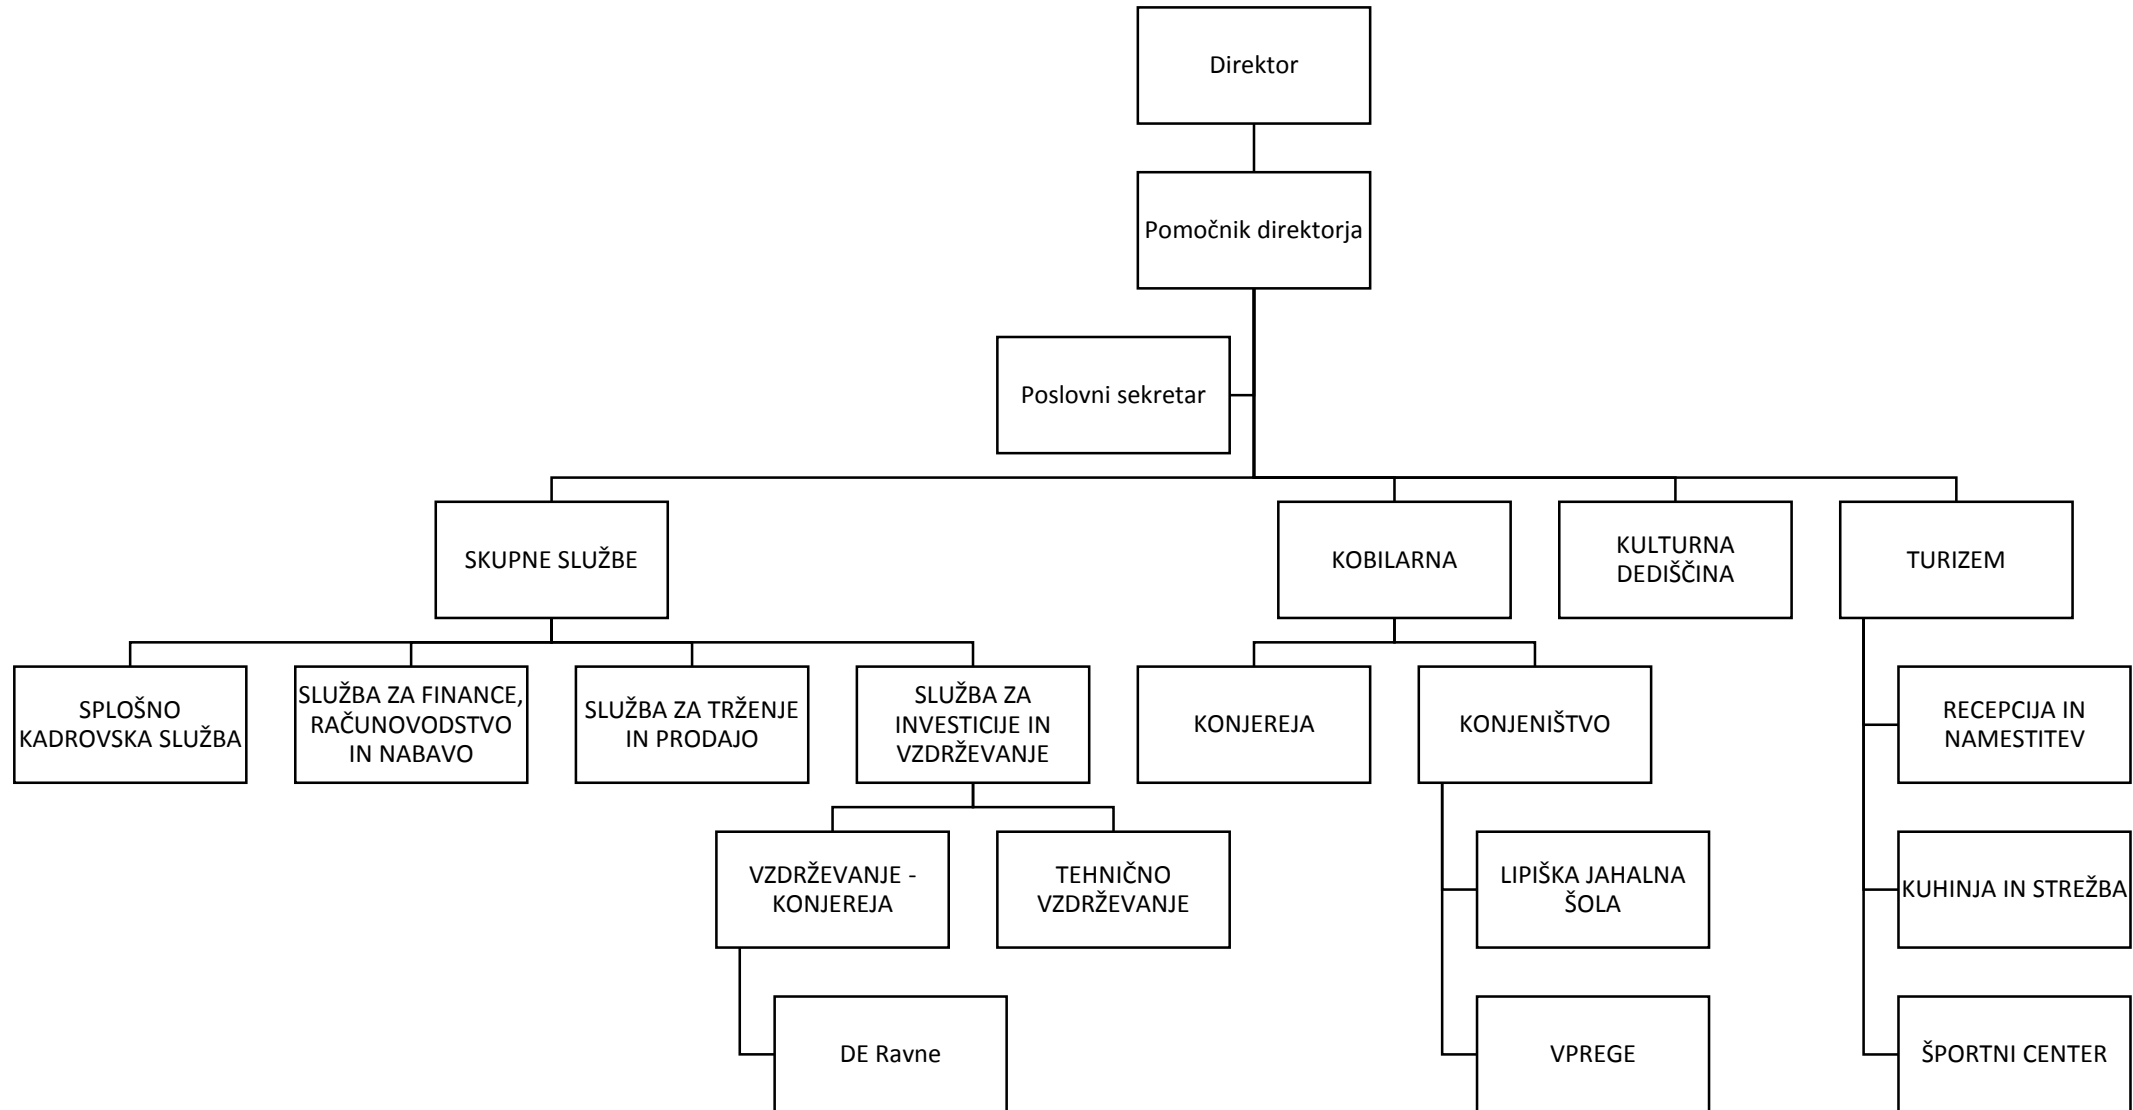 Direktor
Pomočnik direktorja
Poslovni sekretar
SKUPNE SLUŽBE
KOBILARNA
KULTURNA
DEDIŠČINA
TURIZEM
SPLOŠNO
KADROVSKA SLUŽBA
SLUŽBA ZA FINANCE,
RAČUNOVODSTVO
IN NABAVO
SLUŽBA ZA TRŽENJE
IN PRODAJO
SLUŽBA ZA
INVESTICIJE IN
VZDRŽEVANJE
KONJEREJA
KONJENIŠTVO
RECEPCIJA IN
NAMESTITEV
VZDRŽEVANJE -
KONJEREJA
TEHNIČNO
VZDRŽEVANJE
LIPIŠKA JAHALNA
ŠOLA
KUHINJA IN STREŽBA
DE Ravne
VPREGE
ŠPORTNI CENTER